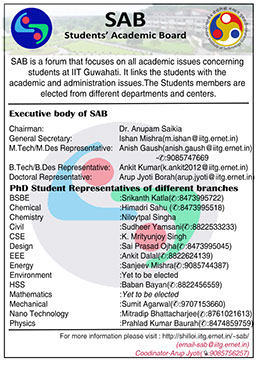 SAB
Students' Academic Board
SAB is a forum that focuses on all academic issues concerning
students at IIT Guwahati. It links the students with the
academic and administration issues.The Students members are
elected from different departments and centers.
Executive body of SAB
Chairman: Dr. Anupam Saikia
General Secretary: Ishan Mishra(m.ishan@iitg.ernet.in)
M.Tech/M.Des Representative: Anish Gaush(anish.gaush@iitg.ernet.in)
-✆:9085747669
B.Tech/B.Des Representative: Ankit Kumar(k.ankit2012@iitg.ernet.in)
Doctoral Representative: Arup Jyoti Borah(arup.jyoti@iitg.ernet.in)
PhD Student Representatives of different branches
BSBE :Srikanth Katla(✆:8473995722)
Chemical :Himadri Sahu (✆:8473995518)
Chemistry :Niloytpal Singha
Civil :Sudheer Yamsani(✆:8822533233)
CSE :K. Mrityunjoy Singh
Design :Sai Prasad Ojha(✆:8473995045)
EEE :Ankit Dalal(✆:8822624139)
Energy :Sanjeev Mishra(✆:9085744387)
Environment :Yet to be elected
HSS :Baban Bayan(✆:8822456559)
Mathematics :Yet to be elected
Mechanical :Sumit Agarwal(✆:9707153660)
Nano Technology :Mitradip Bhattacharjee(✆:8761021613)
Physics :Prahlad Kumar Baurah(✆:8474859759)
For more information please visit : http://shilloi.iitg.ernet.in/~sab/
(email-sab@iitg.ernet.in)
Coodinator-Arup Jyoti(✆:9085756257)